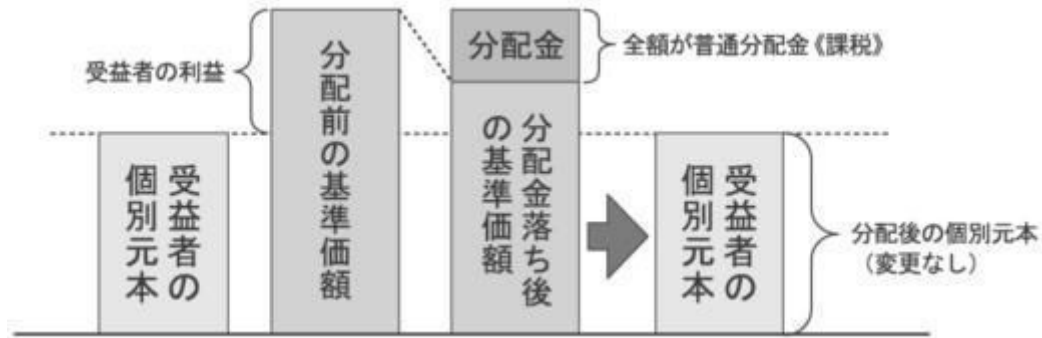 受益者の利益
受益者の
個別元本
分配前の基準価額
分配金
全額が普通分配金《課税》
分配金落ち後
の基準価額
受益者の
個別元本
分配後の個別元本
（変更なし）